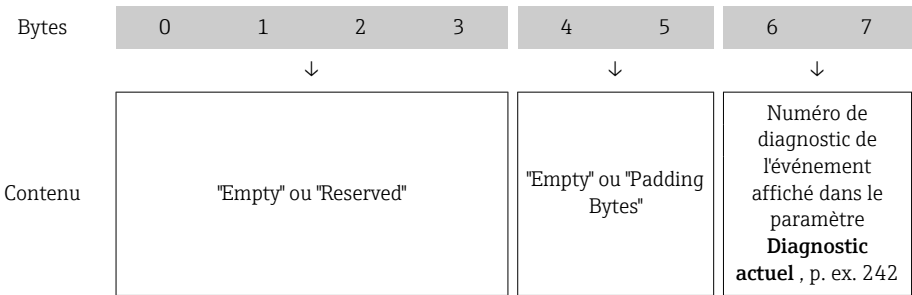 Bytes 0 1 2 3 4 5 6 7
↓ ↓ ↓
Contenu
"Empty" ou "Reserved"
"Empty" ou "Padding
Bytes"
Numéro de
diagnostic de
l'événement
affiché dans le
paramètre
Diagnostic
actuel , p. ex. 242